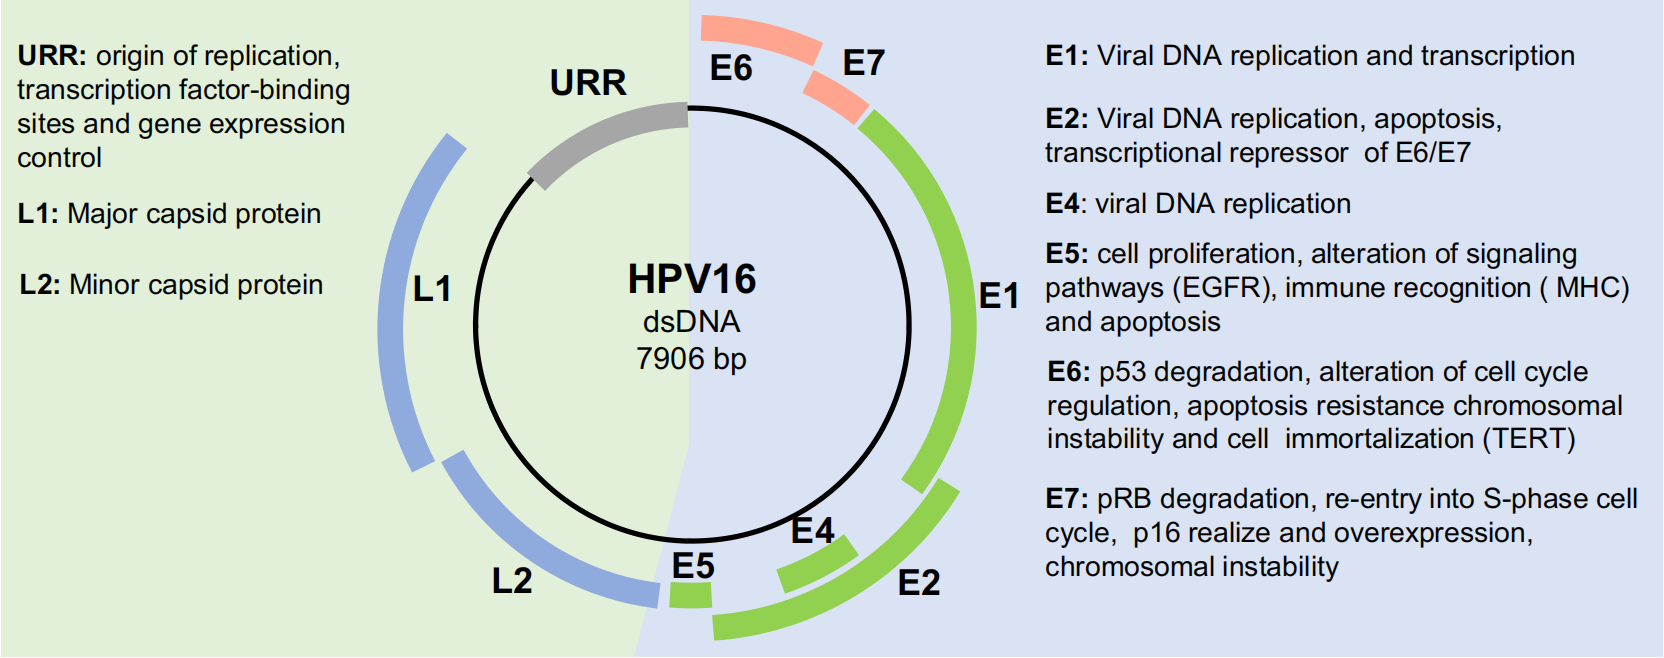 URR: origin of replication,
transcription factor-binding
sites and gene expression
control
L1: Major capsid protein
L2: Minor capsid protein
URR
E6
E7
L1
HPV16
dsDNA
7906 bp
E1
E4
E5
L2
E2
E1: Viral DNA replication and transcription
E2: Viral DNA replication, apoptosis,
transcriptional repressor of E6/E7
E4: viral DNA replication
E5: cell proliferation, alteration of signaling
pathways (EGFR), immune recognition ( MHC)
and apoptosis
E6: p53 degradation, alteration of cell cycle
regulation, apoptosis resistance chromosomal
instability and cell immortalization (TERT)
E7: pRB degradation, re-entry into S-phase cell
cycle, p16 realize and overexpression,
chromosomal instability